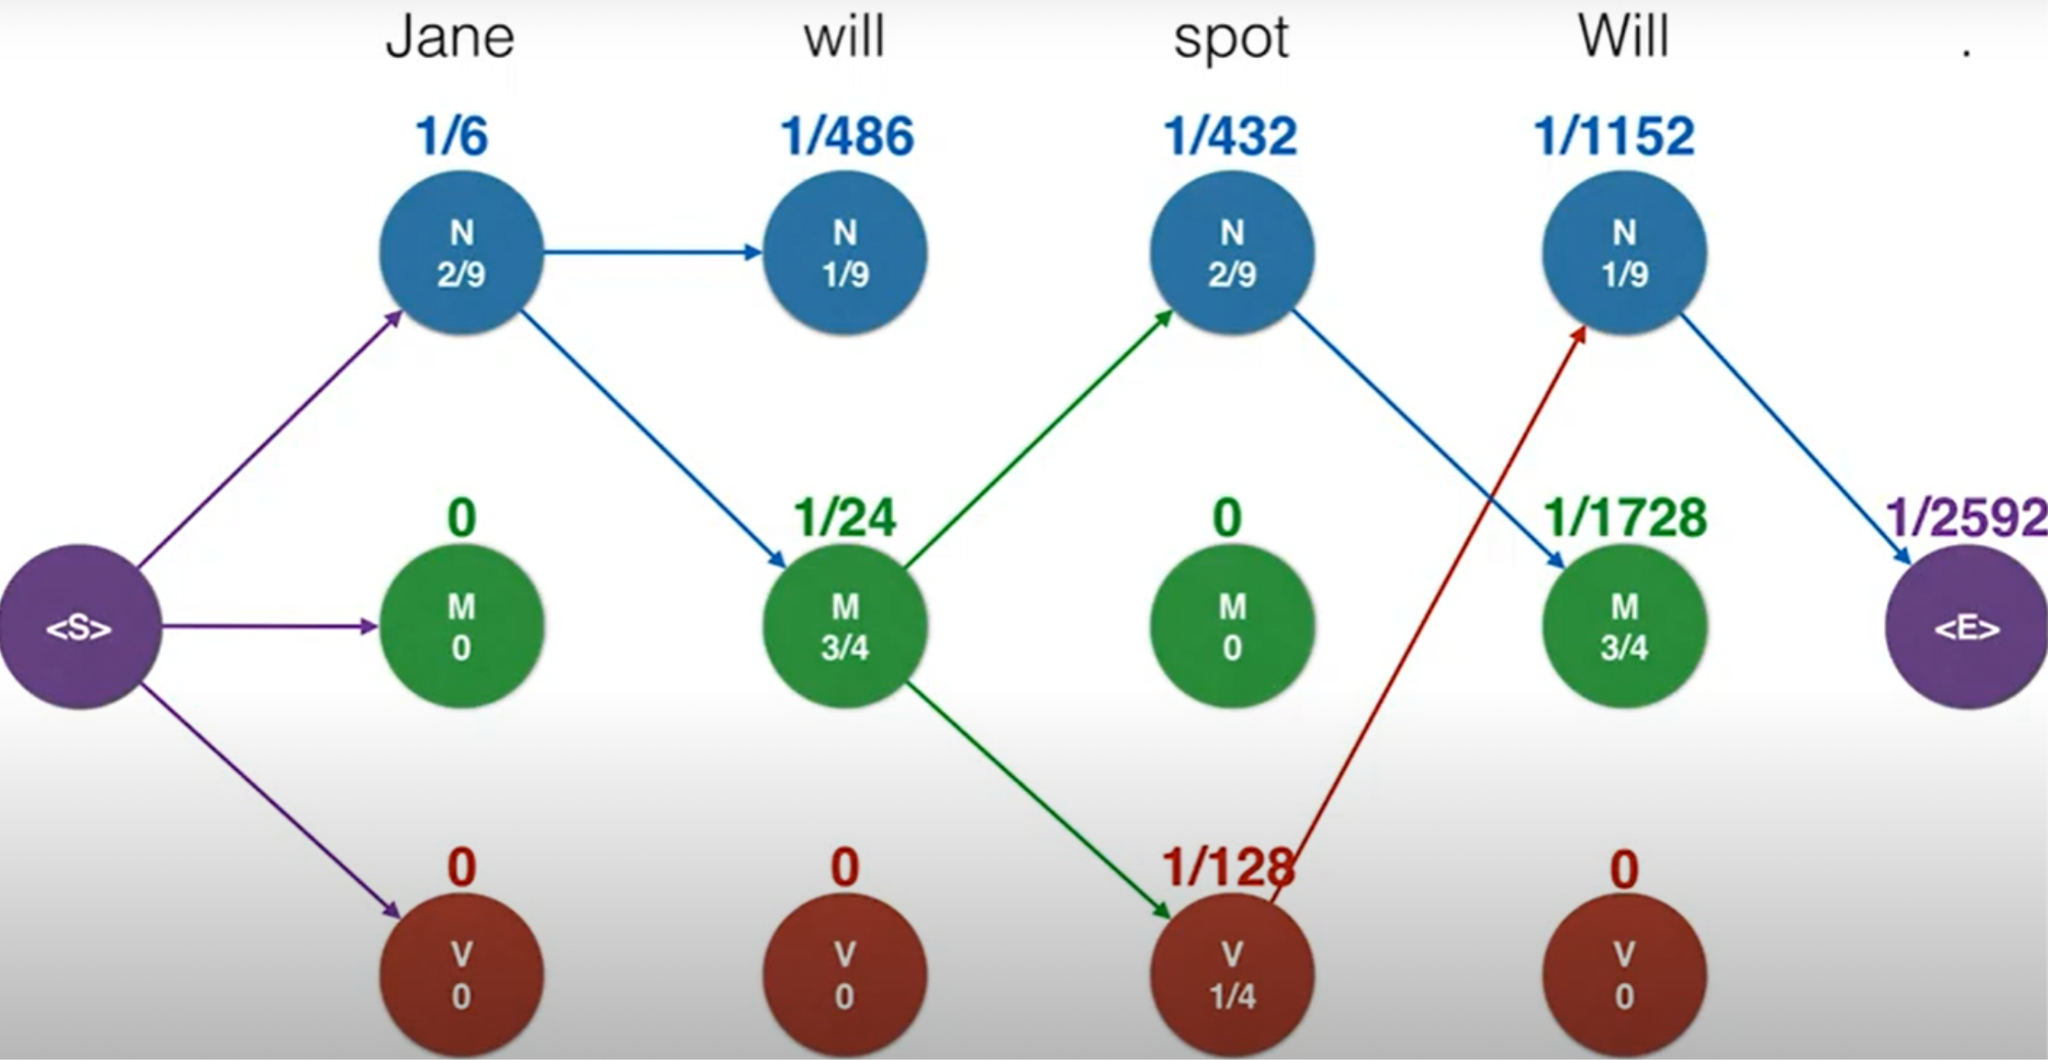 Jane will spot Will .
1/6 1/486 1/432 1/1152
N N N N
2/9 1/9 2/9 1/9
0 1/24 0 1/1728 1/2592
M M M M
<S> <E>
0 3/4 0 3/4
0 0 1/128 0
V V V V
0 0 1/4 0